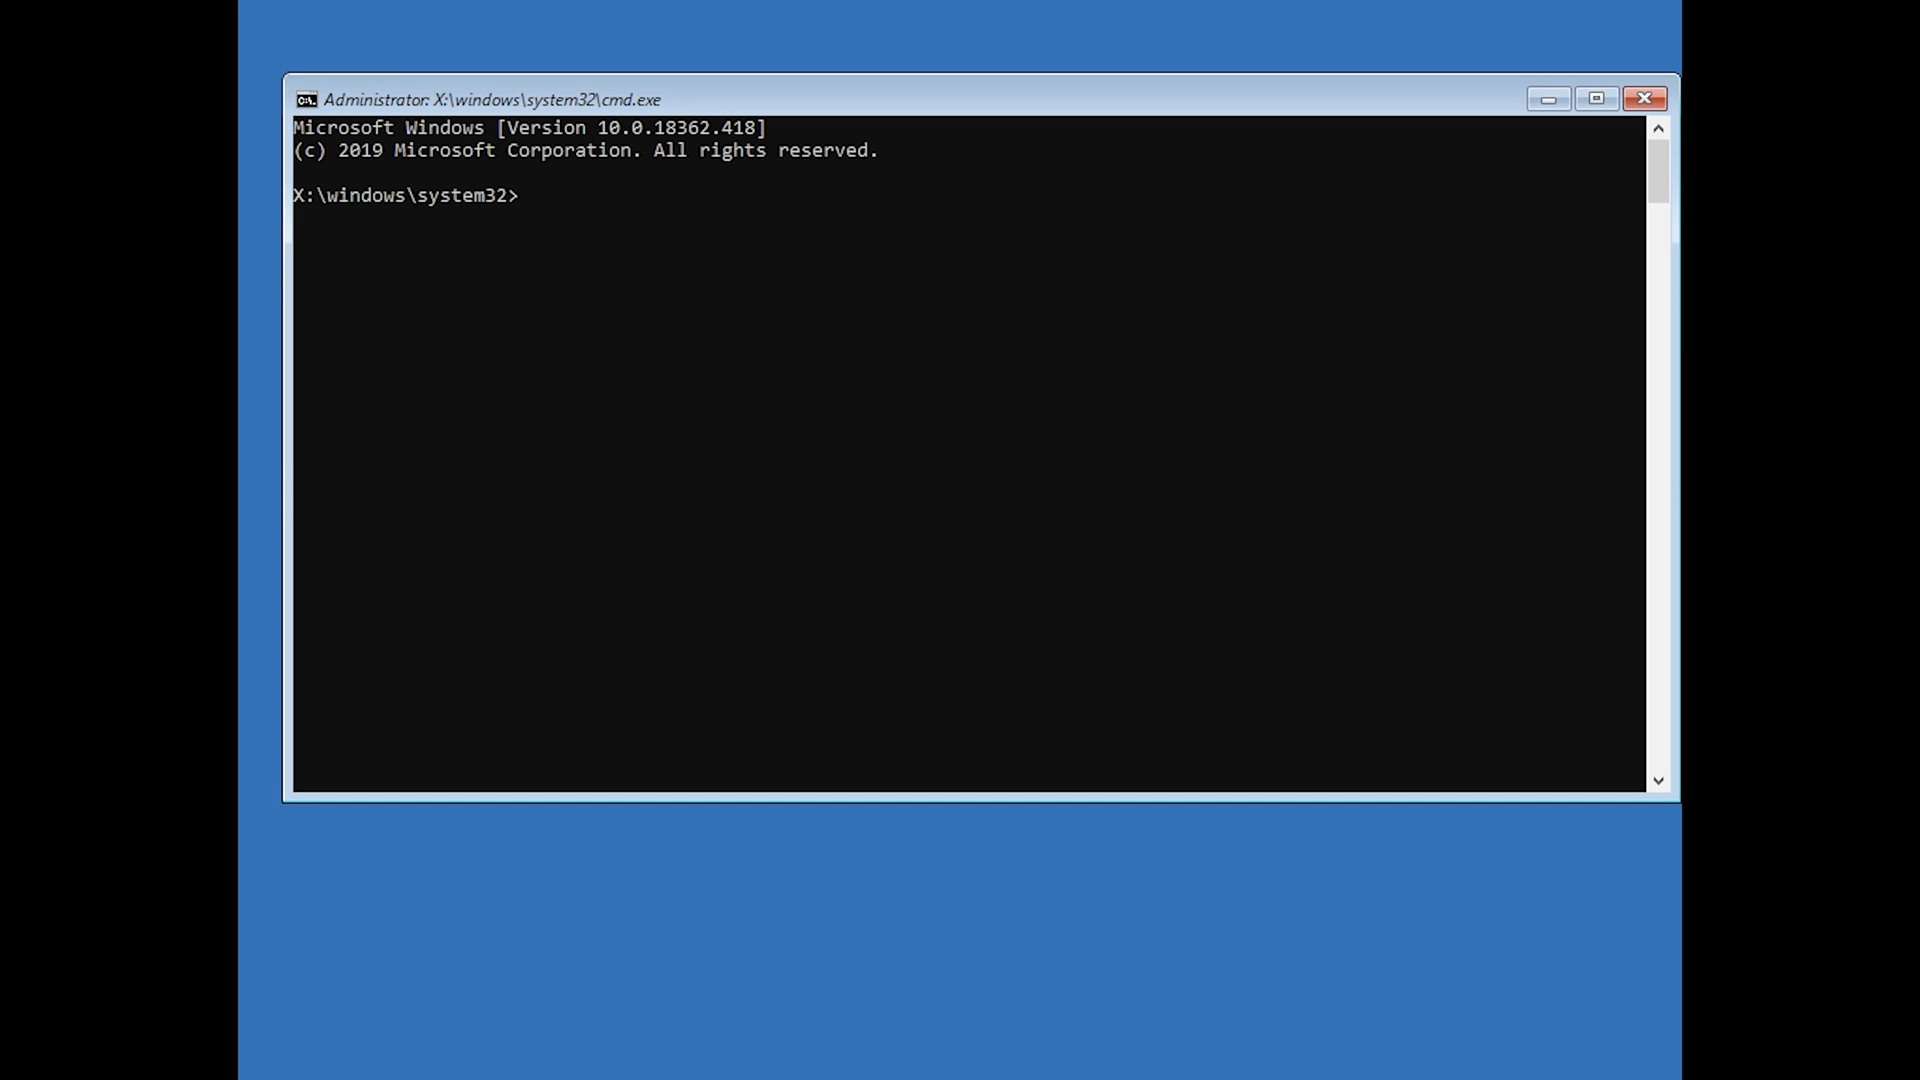 Administrator: X:\windows\system32\cmd.exe
Microsoft Windows [Version 10.0.18362.418]
(c) 2019 Microsoft Corporation. All rights reserved.
X:\windows\system32>